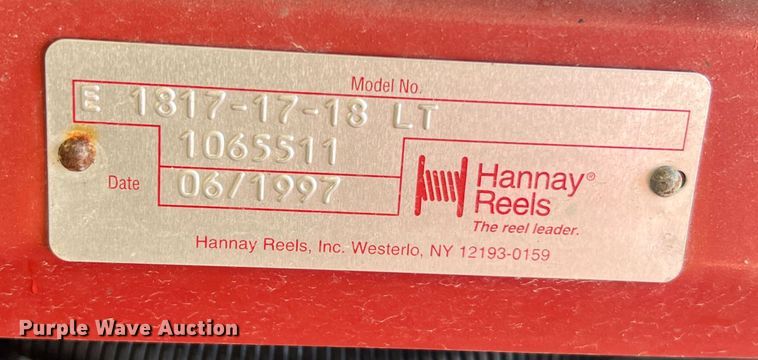 Model No.
E 1817-17-18 LT
1065511
Date 06/1997
Hannay®
Reels
The reel leader.
Hannay Reels, Inc. Westerlo, NY 12193-0159
Purple Wave Auction